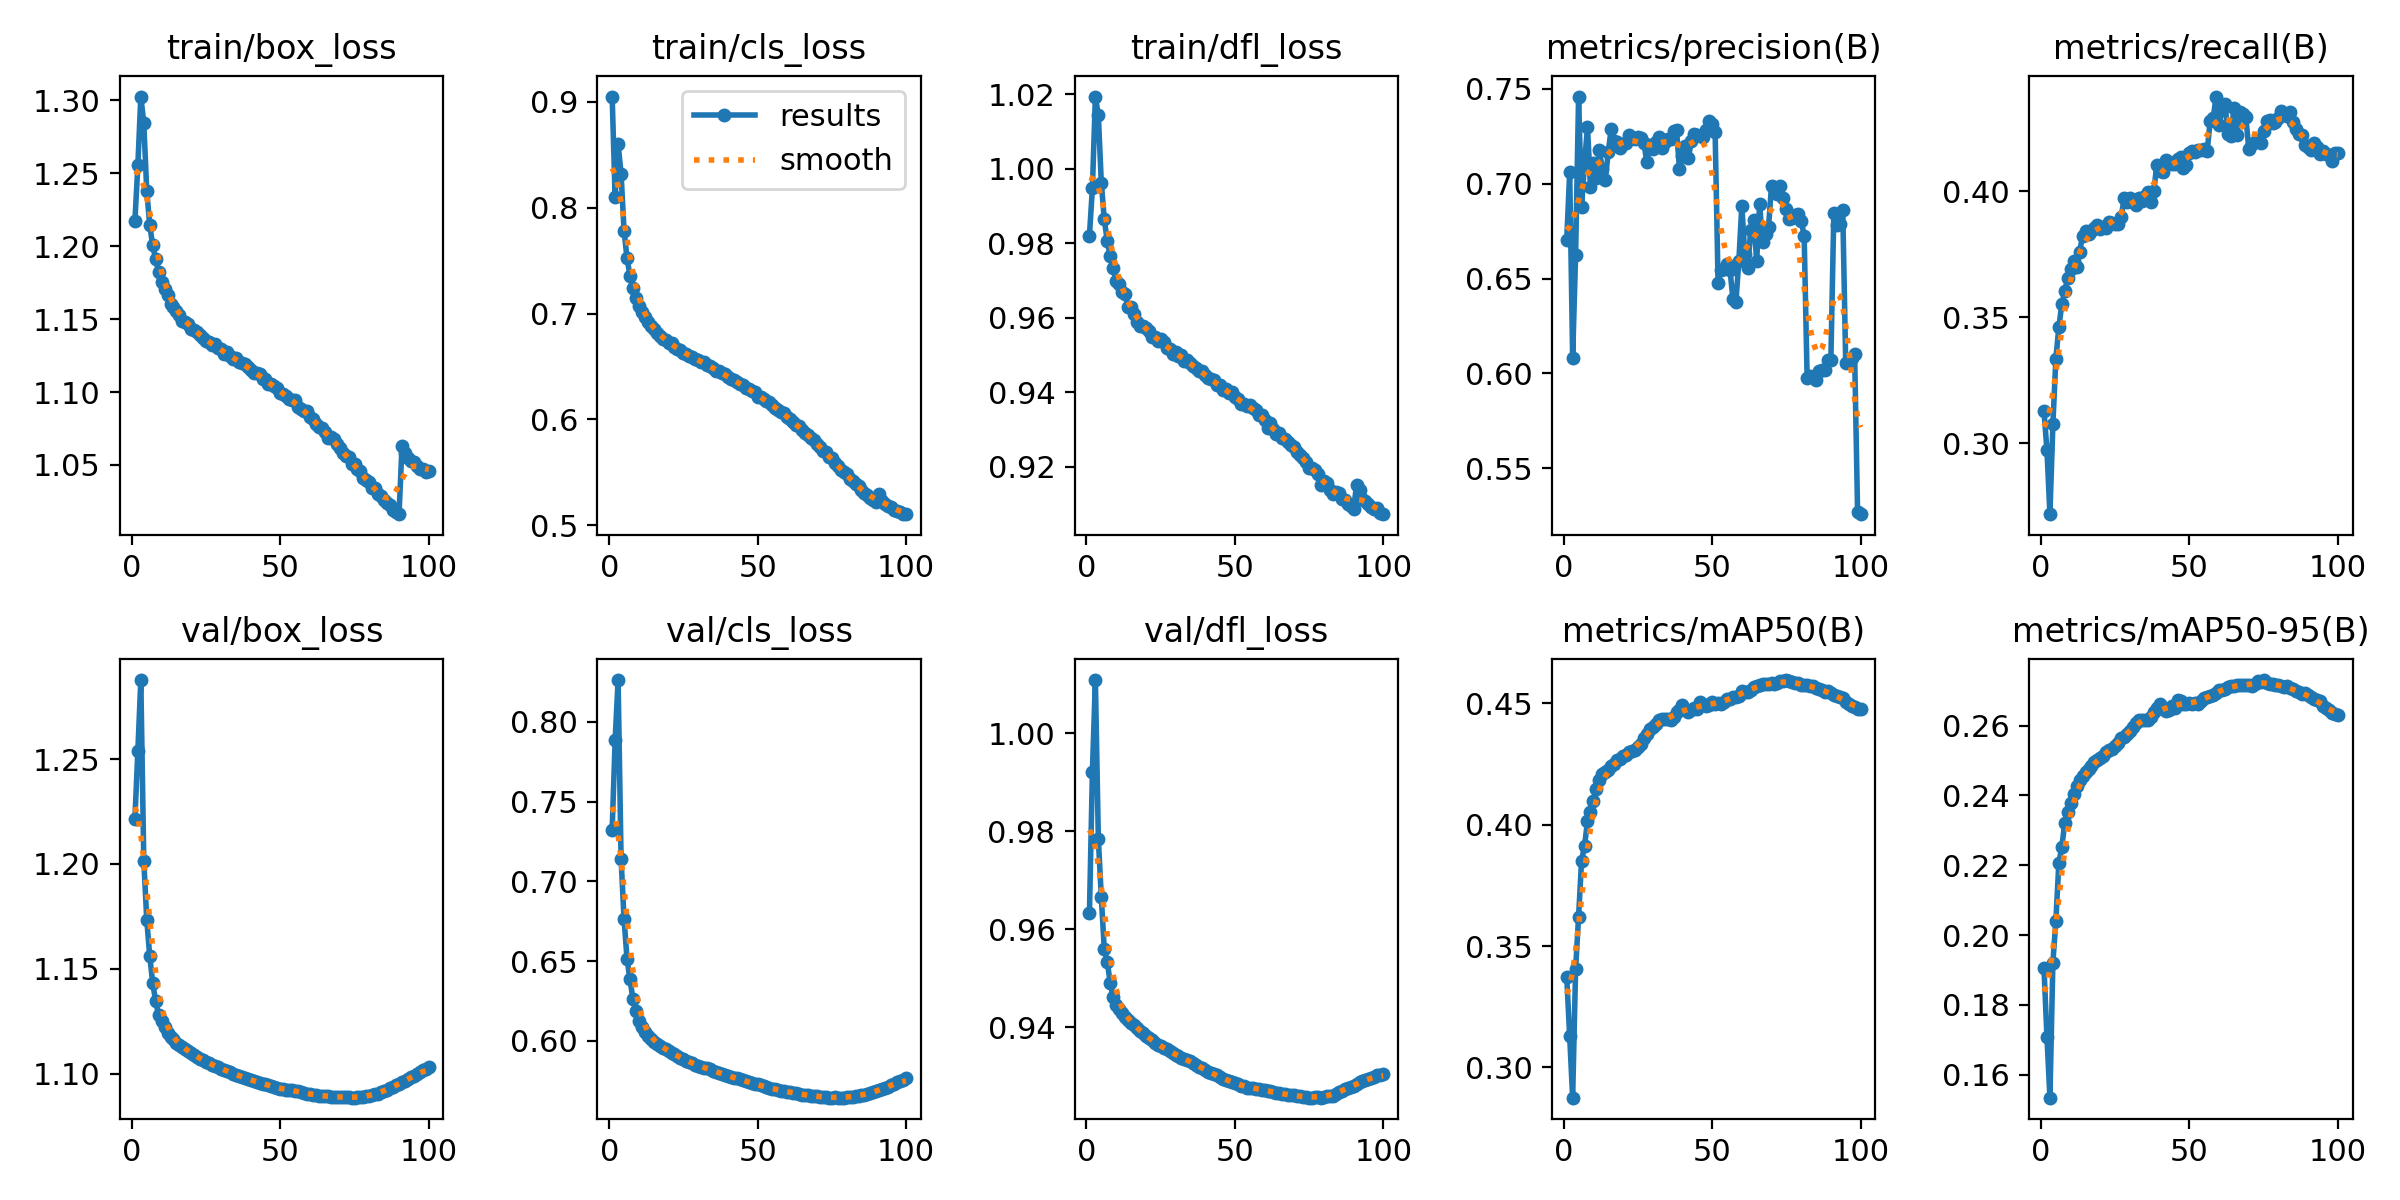 train/box_loss
1.30
1.25
1.20
1.15
1.10
1.05
0 50 100
train/cls_loss
results
smooth
0.9
0.8
0.7
0.6
0.5
0 50 100
train/dfl_loss
1.02
1.00
0.98
0.96
0.94
0.92
0 50 100
metrics/precision(B)
0.75
0.70
0.65
0.60
0.55
0 50 100
metrics/recall(B)
0.40
0.35
0.30
0 50 100
val/box_loss
1.25
1.20
1.15
1.10
0 50 100
val/cls_loss
0.80
0.75
0.70
0.65
0.60
0 50 100
val/dfl_loss
1.00
0.98
0.96
0.94
0 50 100
metrics/mAP50(B)
0.45
0.40
0.35
0.30
0 50 100
metrics/mAP50-95(B)
0.26
0.24
0.22
0.20
0.18
0.16
0 50 100